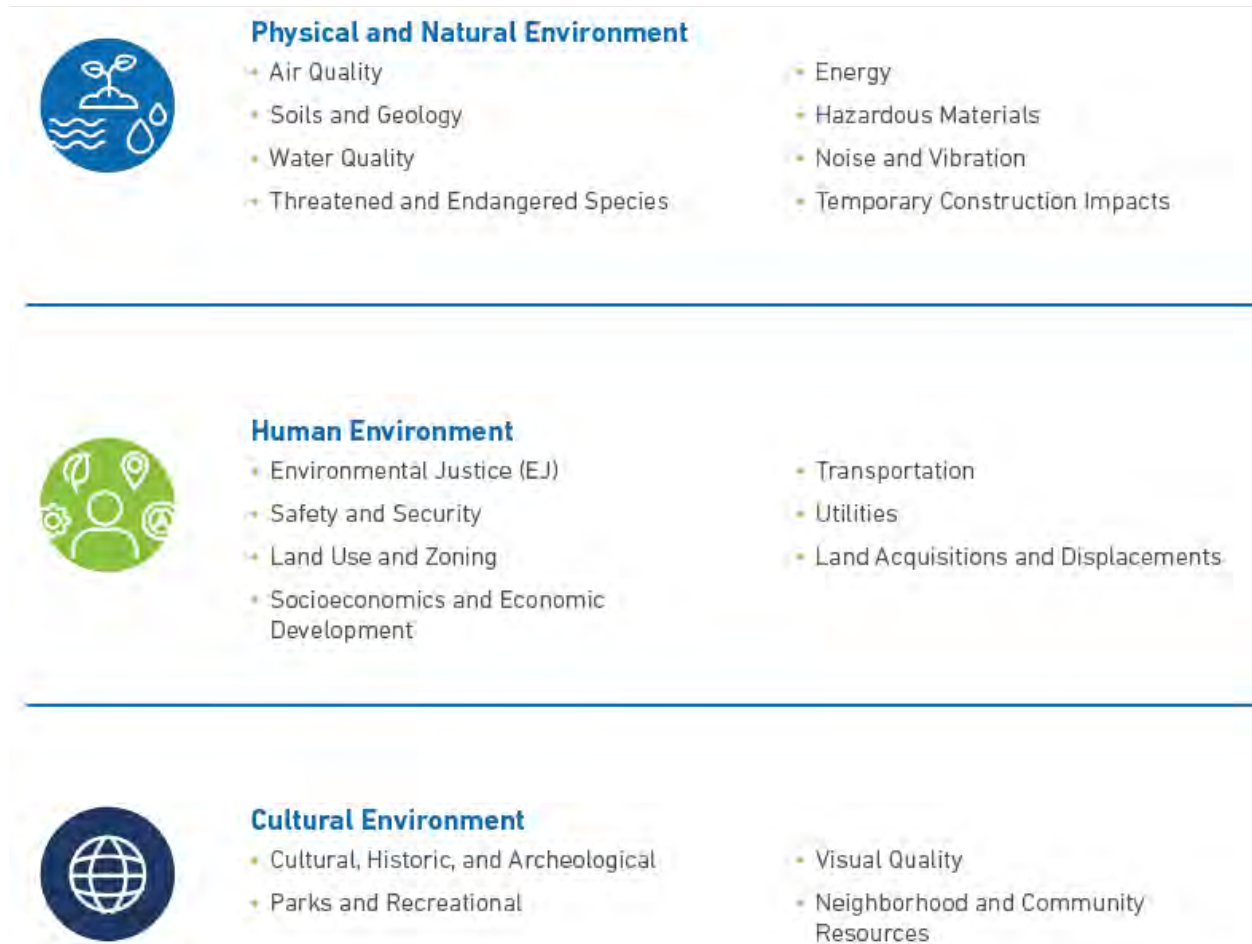 Physical and Natural Environment
Air Quality
Soils and Geology
Water Quality
Threatened and Endangered Species
Energy
Hazardous Materials
Noise and Vibration
Temporary Construction Impacts
Human Environment
Environmental Justice (EJ)
Safety and Security
Land Use and Zoning
Socioeconomics and Economic
Development
Transportation
Utilities
Land Acquisitions and Displacements
Cultural Environment
Cultural, Historic, and Archeological
Parks and Recreational
Visual Quality
Neighborhood and Community
Resources